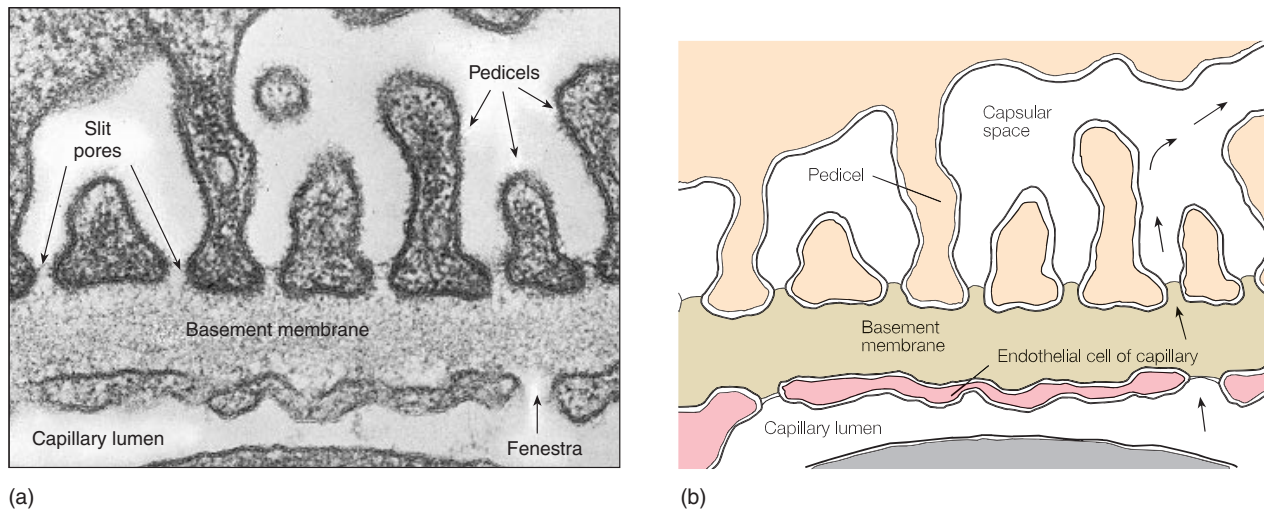 Pedicels
Slit
pores
Basement membrane
Capillary lumen
Fenestra
(a)
Capsular
space
Pedicel
Basement
membrane
Endothelial cell of capillary
Capillary lumen
(b)